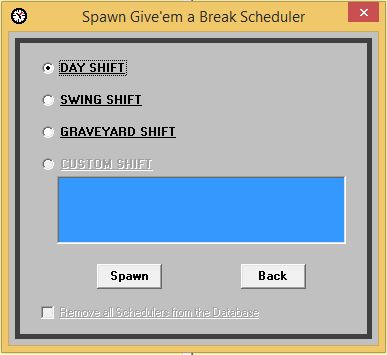 Spawn Give'em a Break Scheduler
DAY SHIFT
SWING SHIFT
GRAVEYARD SHIFT
CUSTOM SHIFT
Spawn Back
Remove all Schedulers from the Database